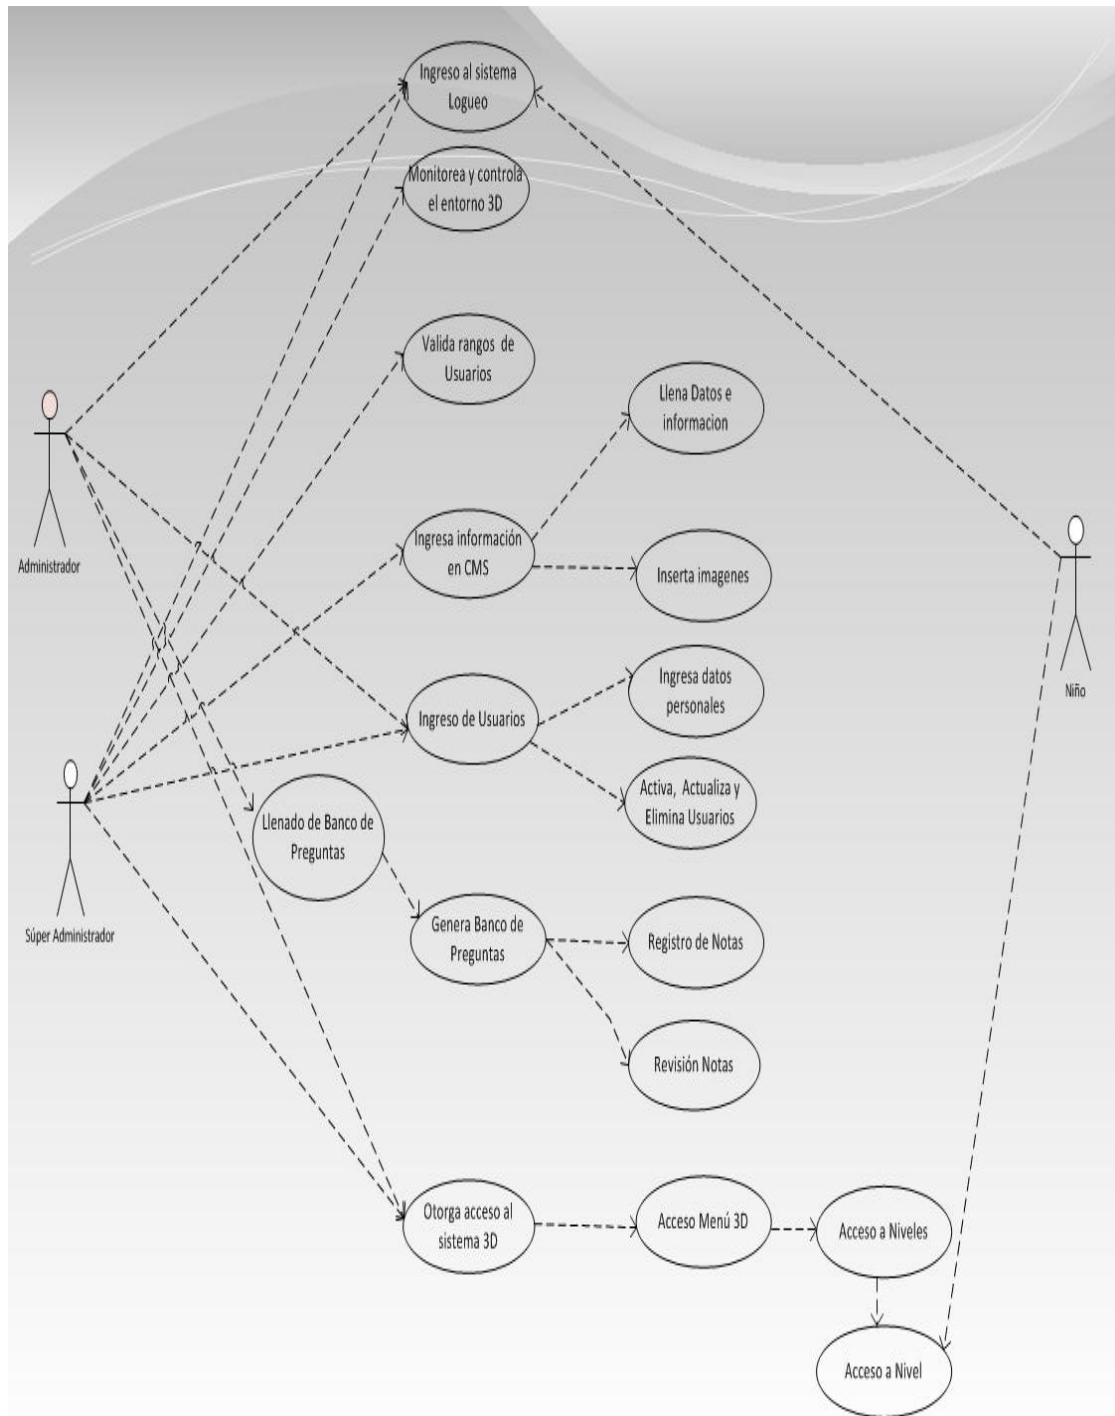 Ingreso al sistema
Logueo
Monitorea y controla
el entorno 3D
Valida rangos de
Usuarios
Llena Datos e
informacion
Administrador
Ingresa información
en CMS
Inserta imagenes
Niño
Ingresa datos
personales
Ingreso de Usuarios
Activa, Actualiza y
Elimina Usuarios
Llenado de Banco de
Preguntas
Súper Administrador
Genera Banco de
Preguntas
Registro de Notas
Revisión Notas
Otorga acceso al
sistema 3D
Acceso Menú 3D
Acceso a Niveles
Acceso a Nivel